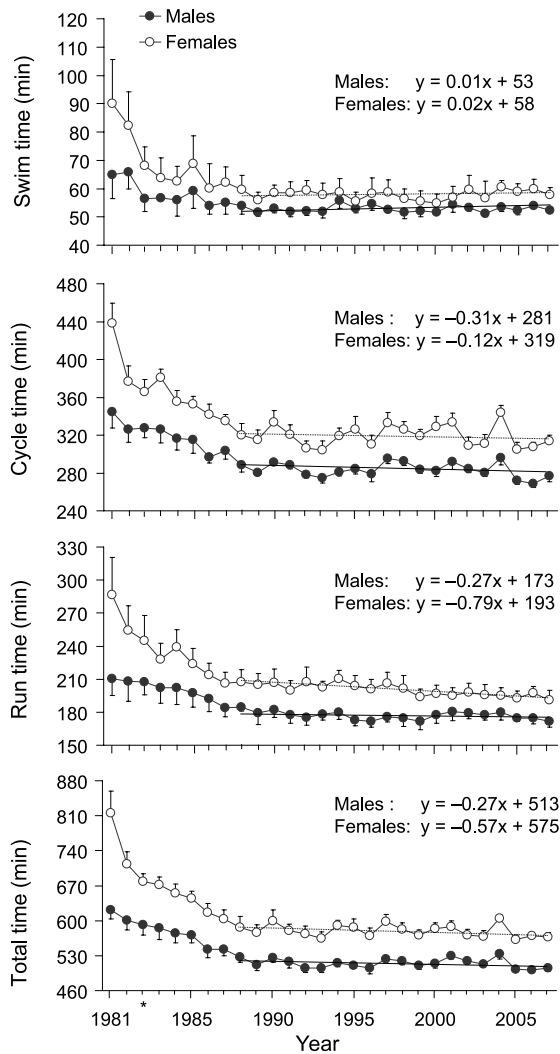 Males
Females
Swim time (min)
120
110
100
90
80
70
60
50
40
Males: y = 0.01x + 53
Females: y = 0.02x + 58
Cycle time (min)
480
440
400
360
320
280
240
Males : y = –0.31x + 281
Females: y = –0.12x + 319
Run time (min)
330
300
270
240
210
180
150
Males: y = –0.27x + 173
Females: y = –0.79x + 193
Total time (min)
880
810
740
670
600
530
460
Males : y = –0.27x + 513
Females: y = –0.57x + 575
1981 * 1985 1990 1995 2000 2005
Year